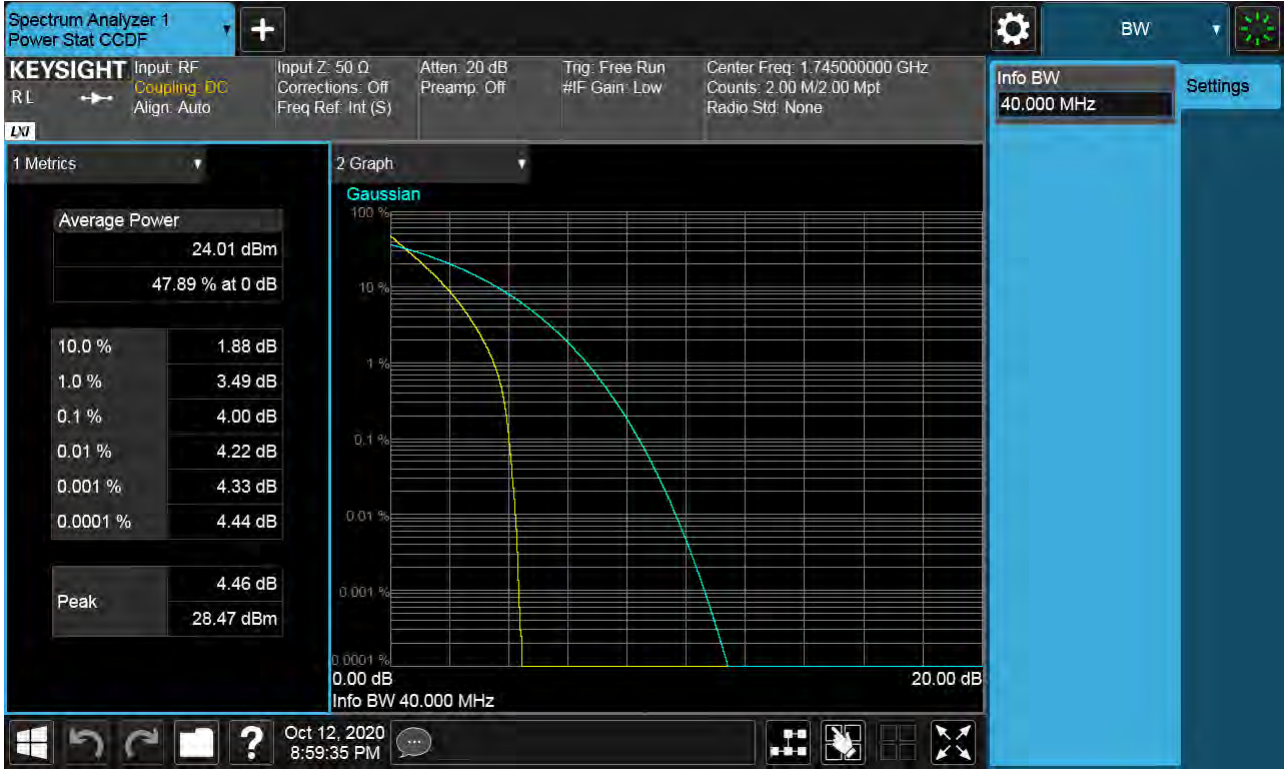 Spectrum Analyzer 1
Power Stat CCDF
BW
KEYSIGHT
R L
LXI
Input: RF
Coupling: DC
Align: Auto
Input Z: 50 Ω
Corrections: Off
Freq Ref: Int (S)
Atten: 20 dB
Preamp: Off
Trig: Free Run
#IF Gain: Low
Center Freq: 1.745000000 GHz
Counts: 2.00 M/2.00 Mpt
Radio Std: None
Info BW
40.000 MHz
Settings
1 Metrics
Average Power
24.01 dBm
47.89 % at 0 dB
10.0 % 1.88 dB
1.0 % 3.49 dB
0.1 % 4.00 dB
0.01 % 4.22 dB
0.001 % 4.33 dB
0.0001 % 4.44 dB
Peak 4.46 dB
28.47 dBm
2 Graph
Gaussian
100 %
10 %
1 %
0.1 %
0.01 %
0.001 %
0.0001 %
0.00 dB 20.00 dB
Info BW 40.000 MHz
Oct 12, 2020
8:59:35 PM